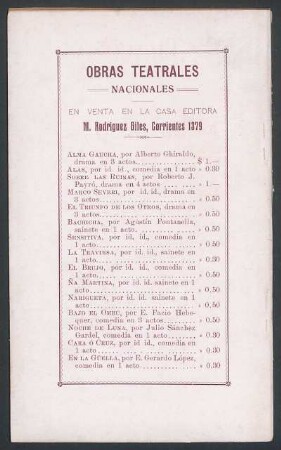 OBRAS TEATRALES
NACIONALES
EN VENTA EN LA CASA EDITORA
M. Rodríguez Giles, Corrientes 1379
ALMA GAUCHA, por Alberto Ghiraldo,
drama en 3 actos............ $ 1.—
ALAS, por id. id., comedia en 1 acto » 0.30
SOBRE LAS RUINAS, por Roberto J.
Payró, drama en 4 actos.... » 1.—
MARCO SEVERI, por id. id., drama en
3 actos.................... » 0.50
EL TRIUNFO DE LOS OTROS, drama en
3 actos.................... » 0.50
BACHICHA, por Agustín Fontanella,
sainete en 1 acto............ » 0.50
SENSITIVA, por id. id., comedia en
1 acto.................... » 0.50
LA TRAVIESA, por id. id., sainete en
1 acto.................... » 0.30
EL BREJO, por id. id., comedia en
1 acto.................... » 0.50
ÑA MARTINA, por id. id., sainete en 1
acto.................... » 0.50
NARIGUETA, por id. id. sainete en 1
acto.................... » 0.50
BAJO EL OMBÚ, por E. Facio Hebequer,
comedia en 3 actos..... » 0.50
NOCHE DE LUNA, por Julio Sánchez
Gardel, comedia en 1 acto.... » 0.30
CARA Ó CRUZ, por id. id., comedia en
1 acto.................... » 0.30
EN LA GÜELLA, por E. Gerardo López,
comedia en 1 acto.......... » 0.30